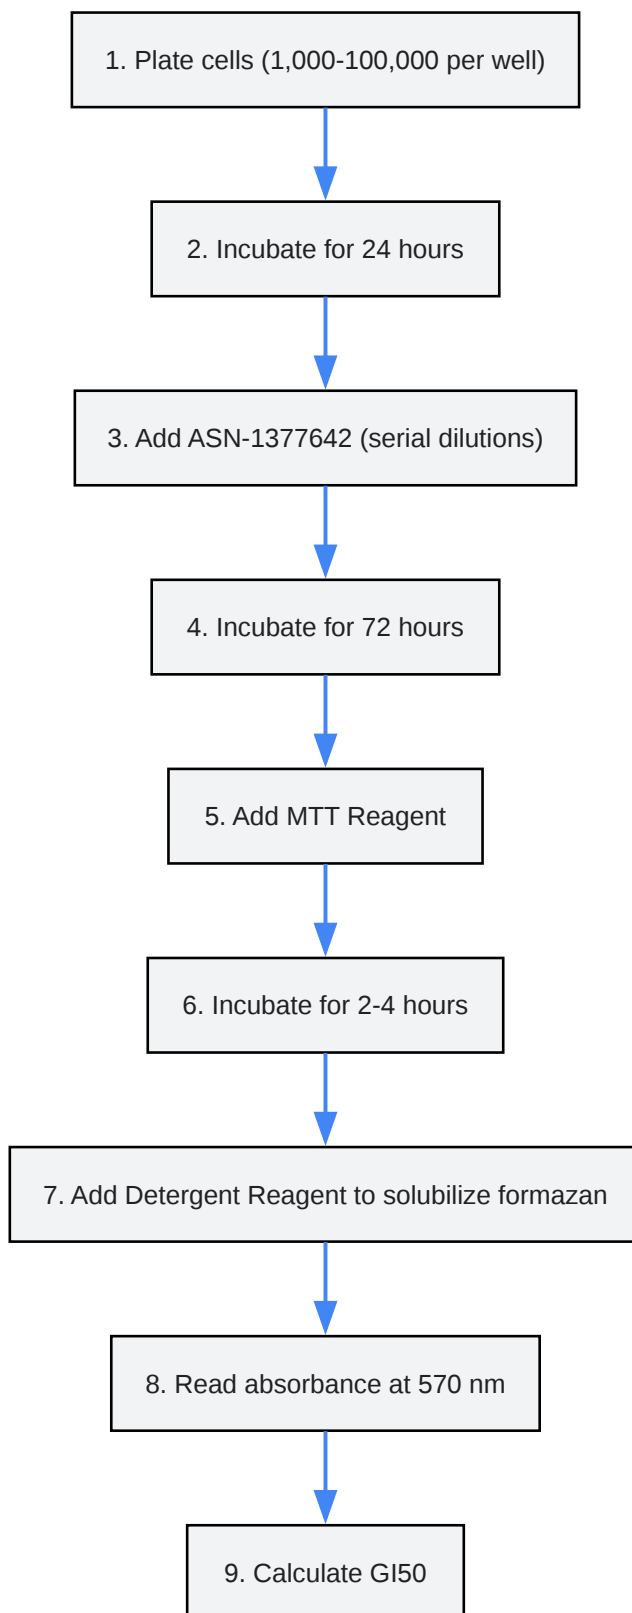 1. Plate cells (1,000-100,000 per well)
2. Incubate for 24 hours
3. Add ASN-1377642 (serial dilutions)
4. Incubate for 72 hours
5. Add MTT Reagent
6. Incubate for 2-4 hours
7. Add Detergent Reagent to solubilize formazan
8. Read absorbance at 570 nm
9. Calculate GI50